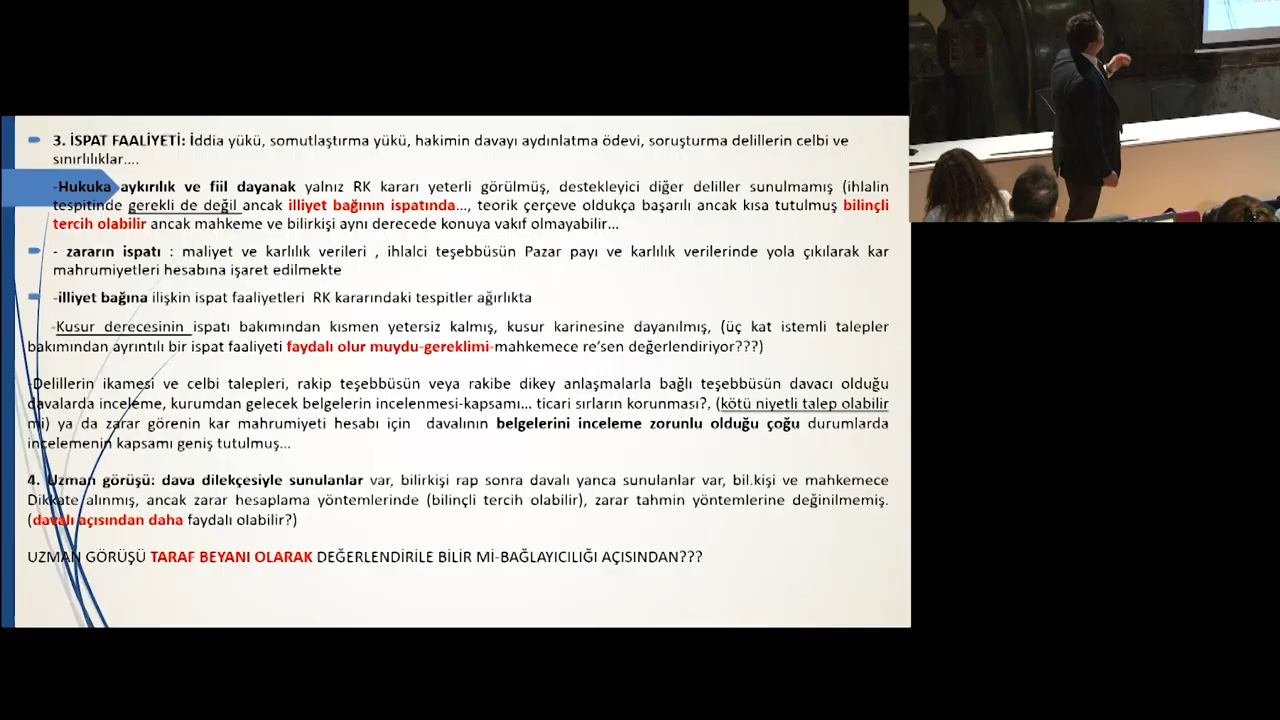 3. İSPAT FAALİYETİ: İddia yükü, somutlaştırma yükü, hakimin davayı aydınlatma ödevi, soruşturma delillerin celbi ve
sınırlılıklar....
-Hukuka aykırılık ve fiil dayanak yalnız RK kararı yeterli görülmüş, destekleyici diğer deliller sunulmamış (ihlalin
tespitinde gerekli de değil ancak illiyet bağının ispatında..., teorik çerçeve oldukça başarılı ancak kısa tutulmuş bilinçli
tercih olabilir ancak mahkeme ve bilirkişi aynı derecede konuya vakıf olmayabilir...
- zararın ispatı : maliyet ve karlılık verileri , ihlalci teşebbüsün Pazar payı ve karlılık verilerinde yola çıkılarak kar
mahrumiyetleri hesabına işaret edilmekte
-illiyet bağına ilişkin ispat faaliyetleri RK kararındaki tespitler ağırlıkta
-Kusur derecesinin ispatı bakımından kısmen yetersiz kalmış, kusur karinesine dayanılmış, (üç kat istemli talepler
bakımından ayrıntılı bir ispat faaliyeti faydalı olur muydu-gereklimi-mahkemece re'sen değerlendiriyor???)
-Delillerin ikamesi ve celbi talepleri, rakip teşebbüsün veya rakibe dikey anlaşmalarla bağlı teşebbüsün davacı olduğu
davalarda inceleme, kurumdan gelecek belgelerin incelenmesi-kapsamı... ticari sırların korunması?, (kötü niyetli talep olabilir
mi) ya da zarar görenin kar mahrumiyeti hesabı için davalının belgelerini inceleme zorunlu olduğu çoğu durumlarda
incelemenin kapsamı geniş tutulmuş...
4. Uzman görüşü: dava dilekçesiyle sunulanlar var, bilirkişi rap sonra davalı yanca sunulanlar var, bil.kişi ve mahkemece
Dikkate alınmış, ancak zarar hesaplama yöntemlerinde (bilinçli tercih olabilir), zarar tahmin yöntemlerine değinilmemiş.
(davalı açısından daha faydalı olabilir?)
UZMAN GÖRÜŞÜ TARAF BEYANI OLARAK DEĞERLENDİRİLE BİLİR Mİ-BAĞLAYICILIĞI AÇISINDAN???